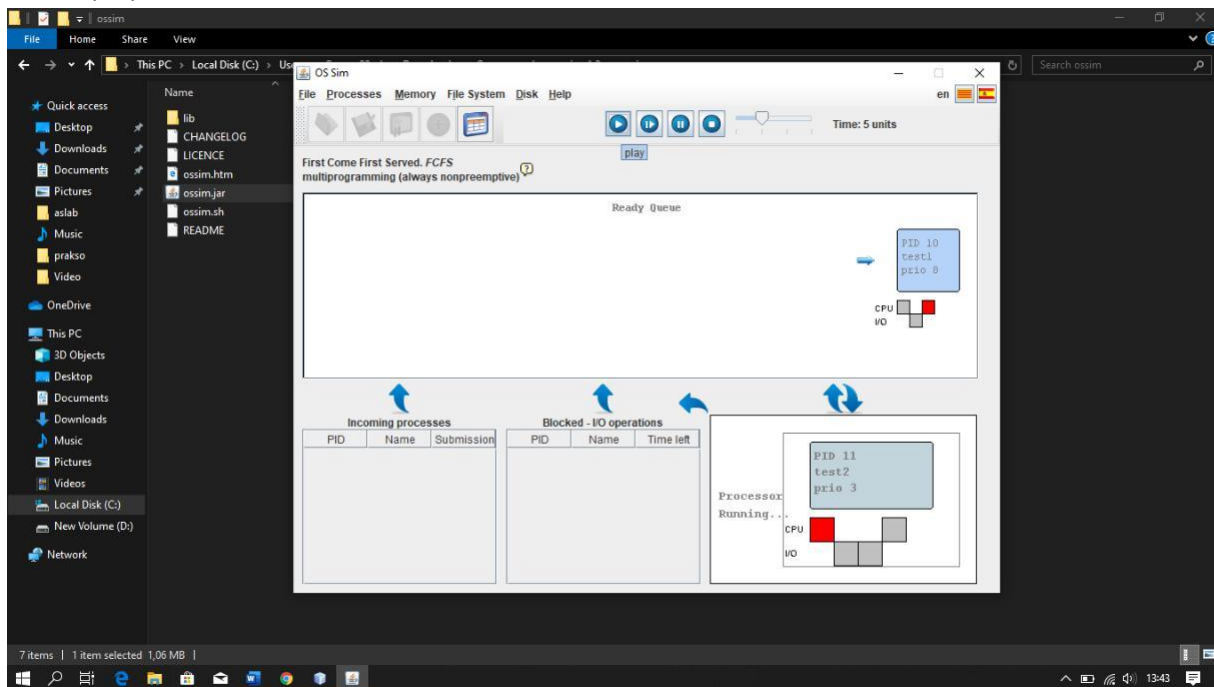 ossim
File Home Share View
This PC > Local Disk (C:) >
Search ossim
Quick access
Desktop
Downloads
Documents
Pictures
aslab
Music
prakso
Video
OneDrive
This PC
3D Objects
Desktop
Documents
Downloads
Music
Pictures
Videos
Local Disk (C:)
New Volume (D:)
Network
Name
lib
CHANGELOG
LICENCE
ossim.htm
ossim.jar
ossim.sh
README
OS Sim
File Processes Memory File System Disk Help
en
Time: 5 units
play
First Come First Served. FCFS
multiprogramming (always nonpreemptive)
Ready Queue
PID 10
test1
prio 8
CPU
I/O
Incoming processes
PID Name Submission
Blocked - I/O operations
PID Name Time left
Processor
Running...
PID 11
test2
prio 3
CPU
I/O
7 items | 1 item selected 1,06 MB |
13:43